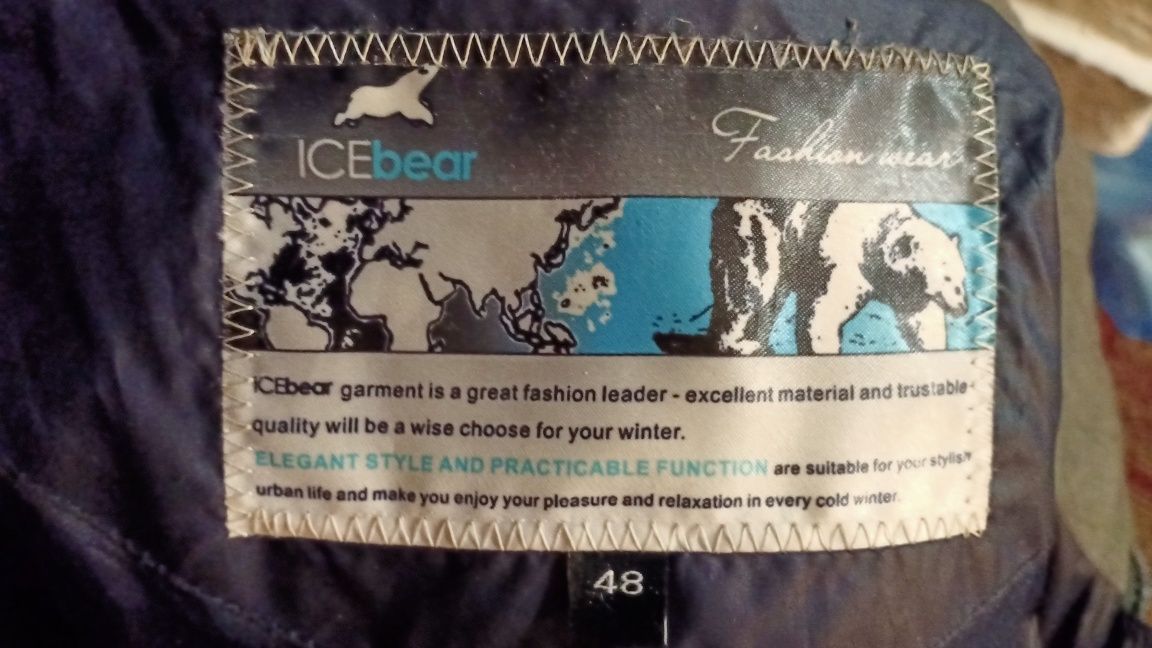 ICEbear
Fashion wear
ICEbear garment is a great fashion leader - excellent material and trustable
quality will be a wise choose for your winter.
ELEGANT STYLE AND PRACTICABLE FUNCTION are suitable for your stylish
urban life and make you enjoy your pleasure and relaxation in every cold winter.
48